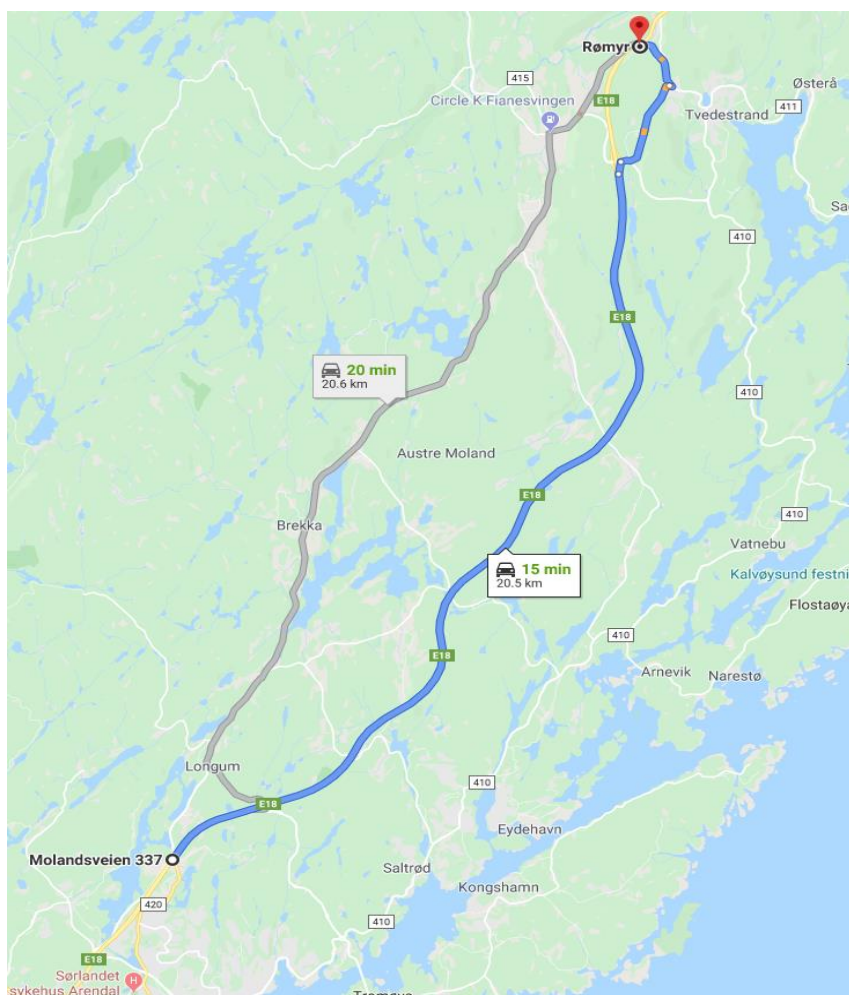 Rømyr
415
Østerå
Circle K Fianesvingen
E18
Tvedestrand
411
410
E18
20 min
20.6 km
410
Austre Moland
E18
410
Brekka
Vatnebu
15 min
20.5 km
Kalvøysund festni
Flostaøya
410
E18
Arnevik
Narestø
Longum
410
E18
Eydehavn
Molandsveien 337
Saltrød
Kongshamn
420
410
E18
Sørlandet
H
sykehus Arendal